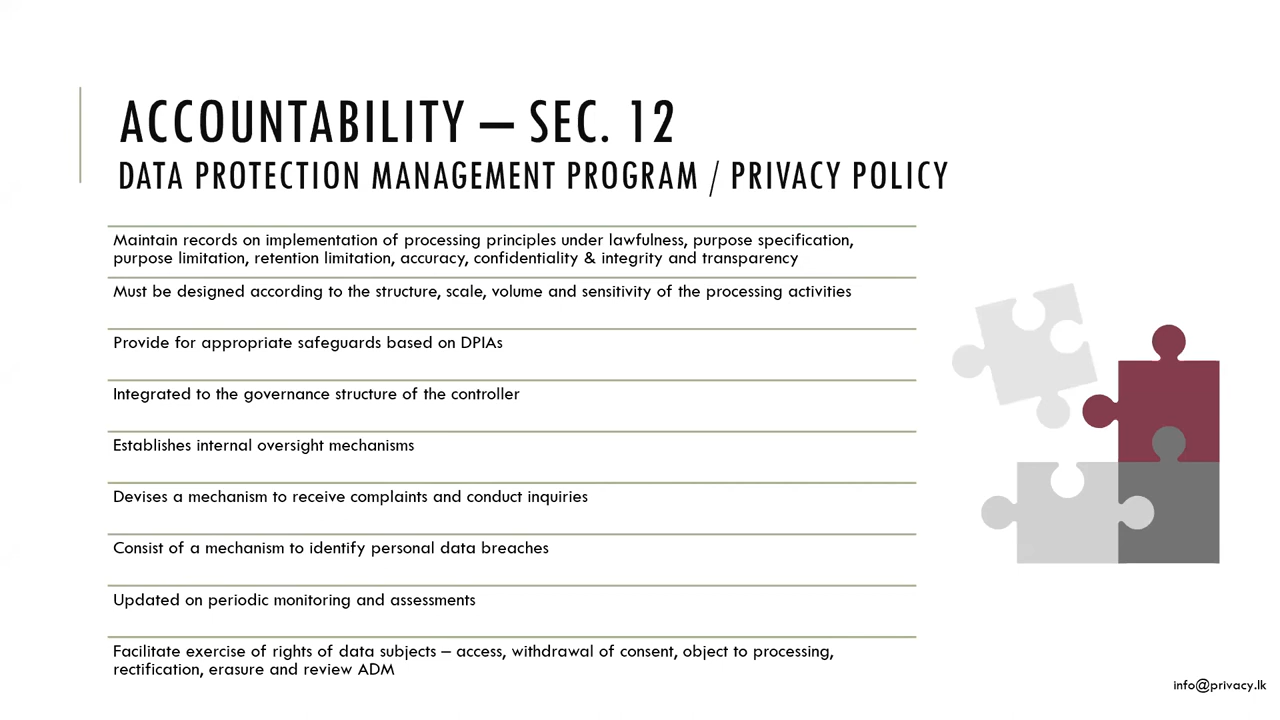 ACCOUNTABILITY – SEC. 12
DATA PROTECTION MANAGEMENT PROGRAM / PRIVACY POLICY
Maintain records on implementation of processing principles under lawfulness, purpose specification,
purpose limitation, retention limitation, accuracy, confidentiality & integrity and transparency
Must be designed according to the structure, scale, volume and sensitivity of the processing activities
Provide for appropriate safeguards based on DPIAs
Integrated to the governance structure of the controller
Establishes internal oversight mechanisms
Devises a mechanism to receive complaints and conduct inquiries
Consist of a mechanism to identify personal data breaches
Updated on periodic monitoring and assessments
Facilitate exercise of rights of data subjects – access, withdrawal of consent, object to processing,
rectification, erasure and review ADM
info@privacy.lk